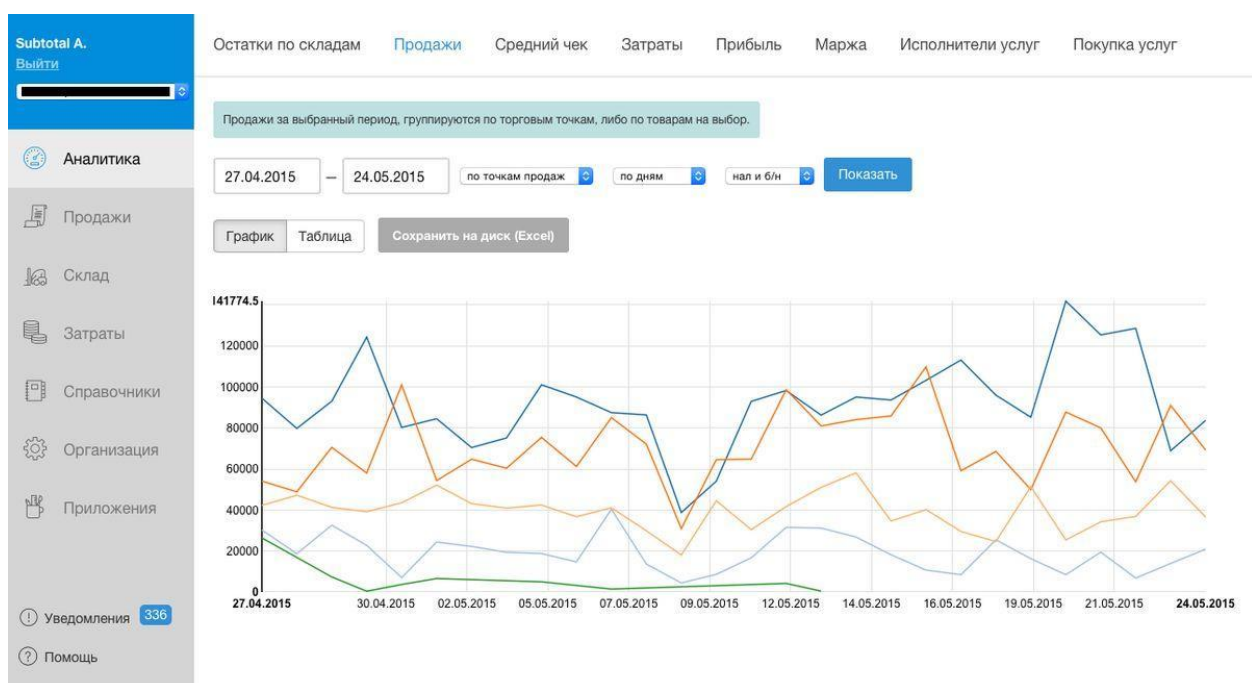 Subtotal A.
Выйти
Остатки по складам Продажи Средний чек Затраты Прибыль Маржа Исполнители услуг Покупка услуг
Продажи за выбранный период, группируются по торговым точкам, либо по товарам на выбор.
Аналитика
Продажи
Склад
Затраты
Справочники
Организация
Приложения
Уведомления 336
Помощь
27.04.2015 – 24.05.2015 по точкам продаж по дням нал и б/н Показать
График Таблица Сохранить на диск (Excel)
141774.5
120000
100000
80000
60000
40000
20000
0
27.04.2015 30.04.2015 02.05.2015 05.05.2015 07.05.2015 09.05.2015 12.05.2015 14.05.2015 16.05.2015 19.05.2015 21.05.2015 24.05.2015